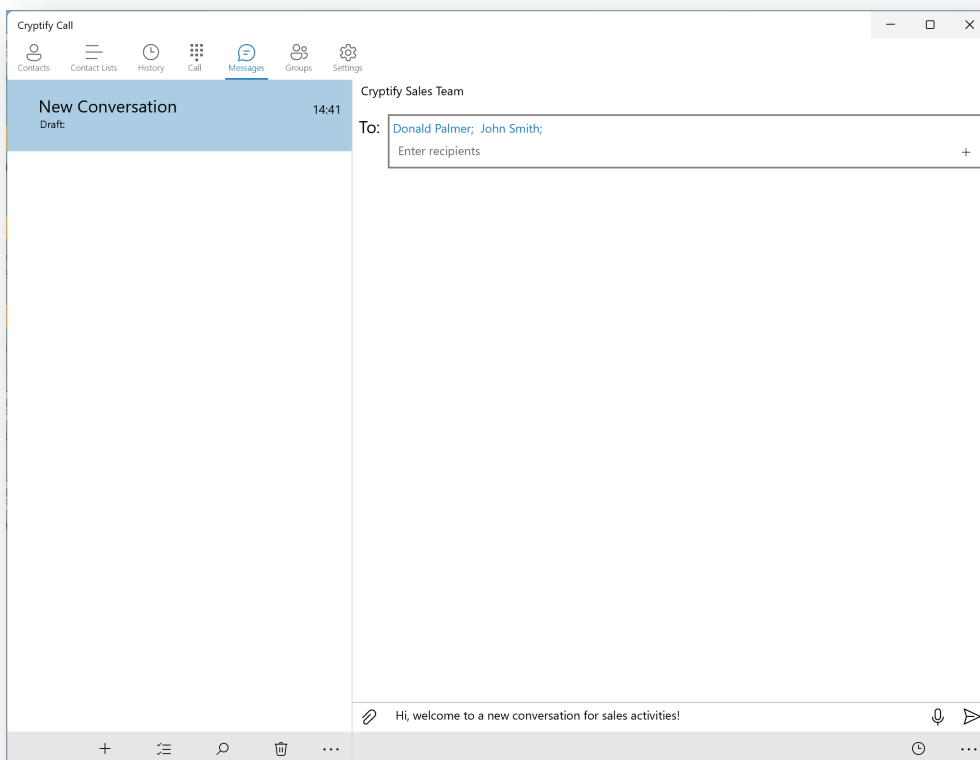 Cryptify Call
Contacts Contact Lists History Call Messages Groups Settings
New Conversation 14:41
Draft:
Cryptify Sales Team
To: Donald Palmer; John Smith;
Enter recipients
Hi, welcome to a new conversation for sales activities!